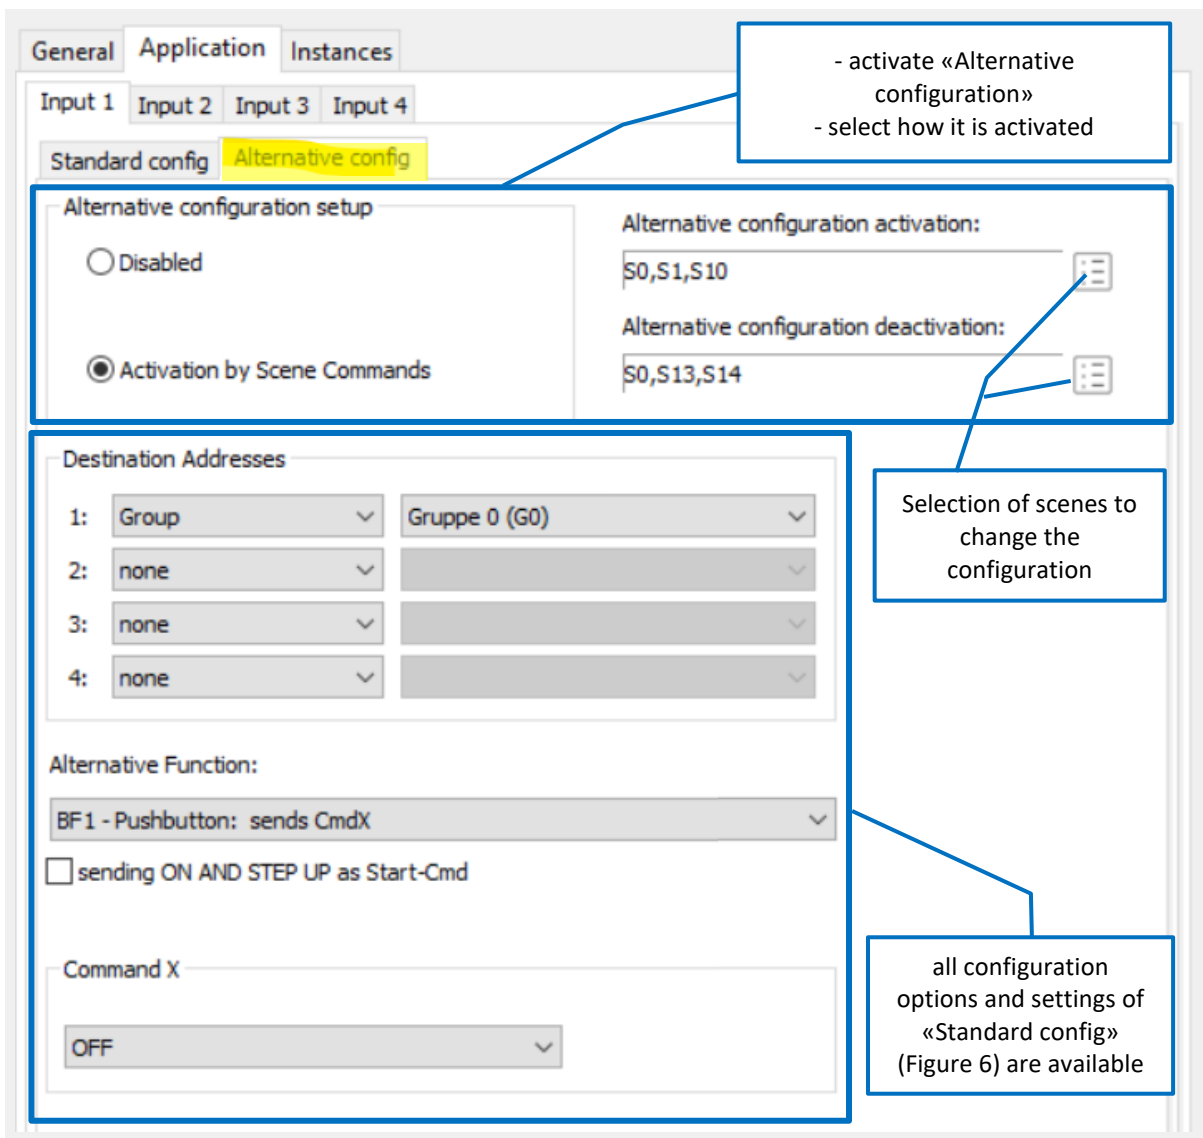 General Application Instances
- activate «Alternative
configuration»
- select how it is activated
Input 1 Input 2 Input 3 Input 4
Standard config Alternative config
Alternative configuration setup
Disabled
Activation by Scene Commands
Alternative configuration activation:
S0,S1,S10
Alternative configuration deactivation:
S0,S13,S14
Selection of scenes to
change the
configuration
Destination Addresses
1: Group Gruppe 0 (G0)
2: none
3: none
4: none
Alternative Function:
BF1 - Pushbutton: sends CmdX
sending ON AND STEP UP as Start-Cmd
Command X
OFF
all configuration
options and settings of
«Standard config»
(Figure 6) are available